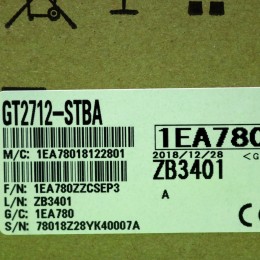 GT2712-STBA
M/C: 1EA78018122801
F/N: 1EA780ZZCSEP3
L/N: ZB3401
G/C: 1EA780
S/N: 78018Z28YK40007A
1EA780
2018/12/28
<G
ZB3401
A